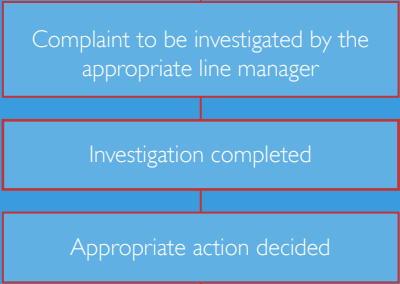 Complaint to be investigated by the
appropriate line manager
Investigation completed
Appropriate action decided